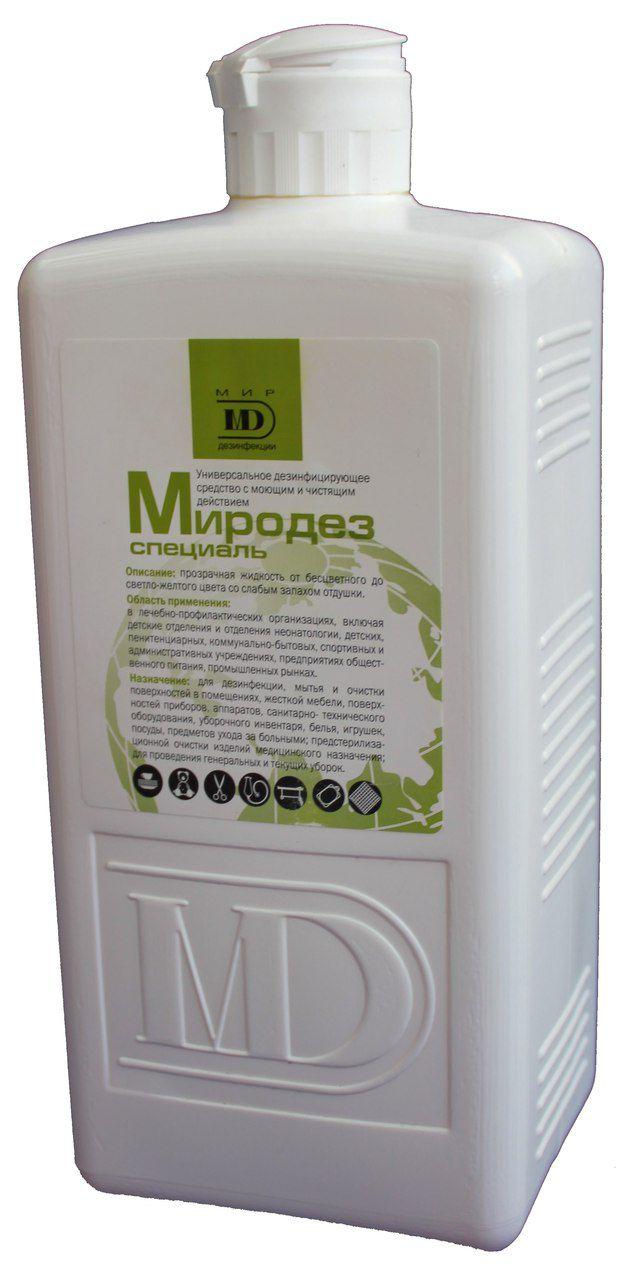 МИР
MD
дезинфекции
Универсальное дезинфицирующее
средство с моющим и чистящим
действием
Миродез
специаль
Описание: прозрачная жидкость от бесцветного до
светло-желтого цвета со слабым запахом отдушки.
Область применения:
в лечебно-профилактических организациях, включая
детские отделения и отделения неонатологии, детских,
пенитенциарных, коммунально-бытовых, спортивных и
административных учреждениях, предприятиях общест-
венного питания, промышленных рынках.
Назначение: для дезинфекции, мытья и очистки
поверхностей в помещениях, жесткой мебели, поверх-
ностей приборов, аппаратов, санитарно- технического
оборудования, уборочного инвентаря, белья, игрушек,
посуды, предметов ухода за больными; предстерилиза-
ционной очистки изделий медицинского назначения;
для проведения генеральных и текущих уборок.
MD